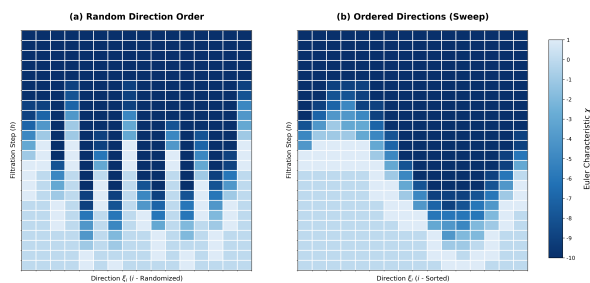 (a) Random Direction Order
(b) Ordered Directions (Sweep)
Filtration Step (h)
Direction ξᵢ (i - Randomized)
Filtration Step (h)
Direction ξᵢ (i - Sorted)
1
0
-1
-2
-3
-4
-5
-6
-7
-8
-9
-10
Euler Characteristic χ